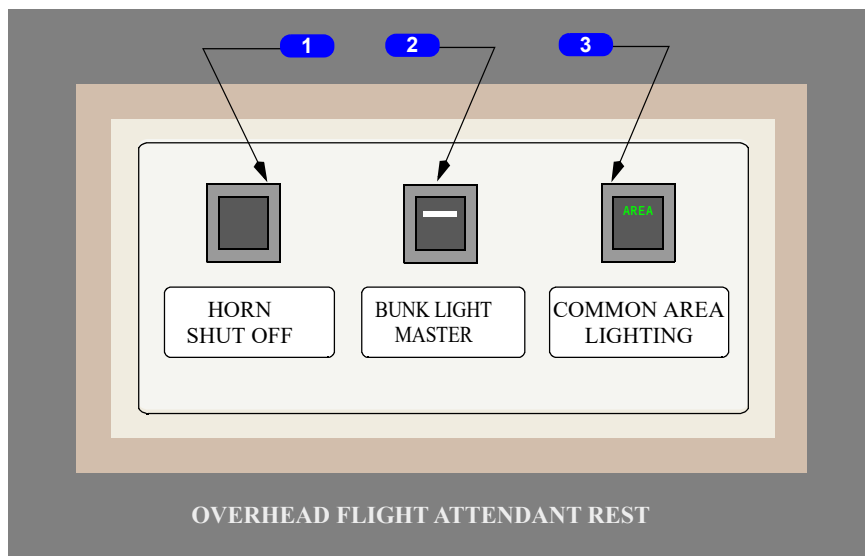 1
2
3
AREA
HORN
SHUT OFF
BUNK LIGHT
MASTER
COMMON AREA
LIGHTING
OVERHEAD FLIGHT ATTENDANT REST